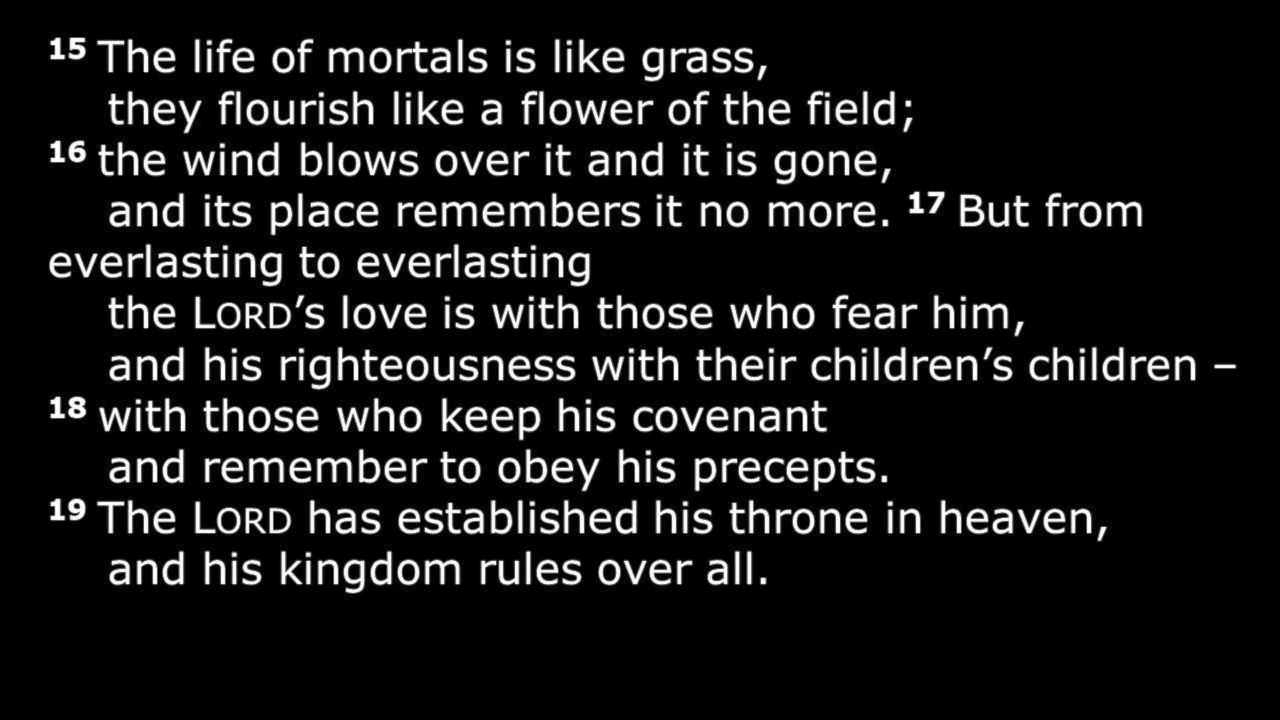 15 The life of mortals is like grass,
they flourish like a flower of the field;
16 the wind blows over it and it is gone,
and its place remembers it no more. 17 But from
everlasting to everlasting
the LORD’s love is with those who fear him,
and his righteousness with their children’s children –
18 with those who keep his covenant
and remember to obey his precepts.
19 The LORD has established his throne in heaven,
and his kingdom rules over all.